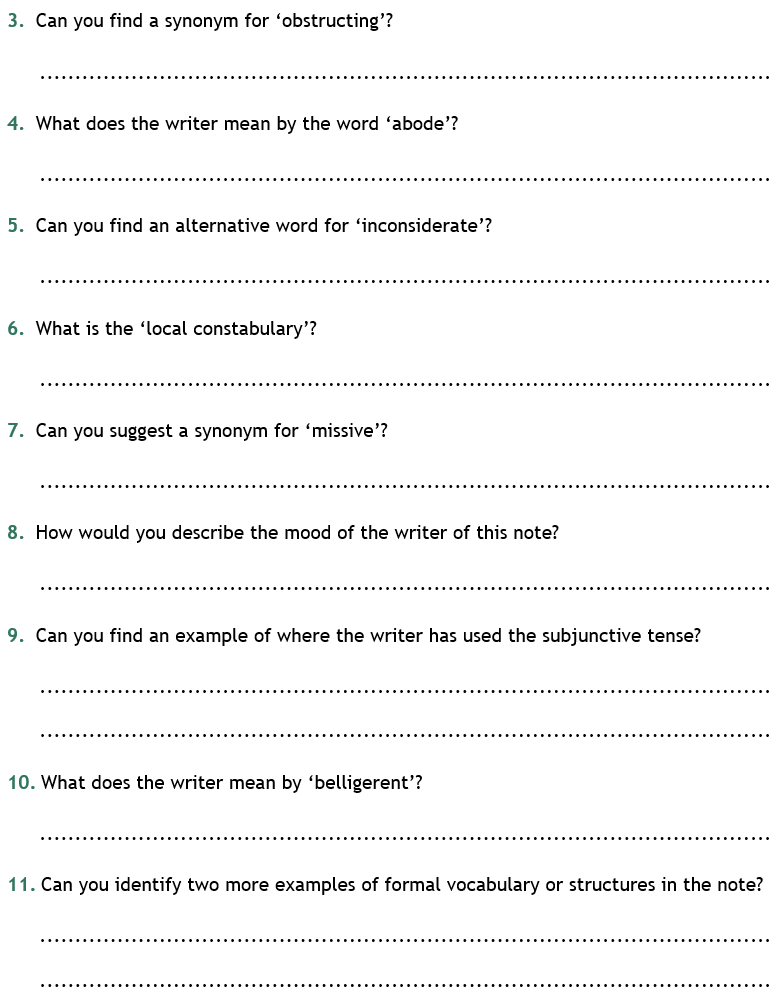 3. Can you find a synonym for ‘obstructing’?
................................................................................................................
4. What does the writer mean by the word ‘abode’?
................................................................................................................
5. Can you find an alternative word for ‘inconsiderate’?
................................................................................................................
6. What is the ‘local constabulary’?
................................................................................................................
7. Can you suggest a synonym for ‘missive’?
................................................................................................................
8. How would you describe the mood of the writer of this note?
................................................................................................................
9. Can you find an example of where the writer has used the subjunctive tense?
................................................................................................................
................................................................................................................
10. What does the writer mean by ‘belligerent’?
................................................................................................................
11. Can you identify two more examples of formal vocabulary or structures in the note?
................................................................................................................
................................................................................................................